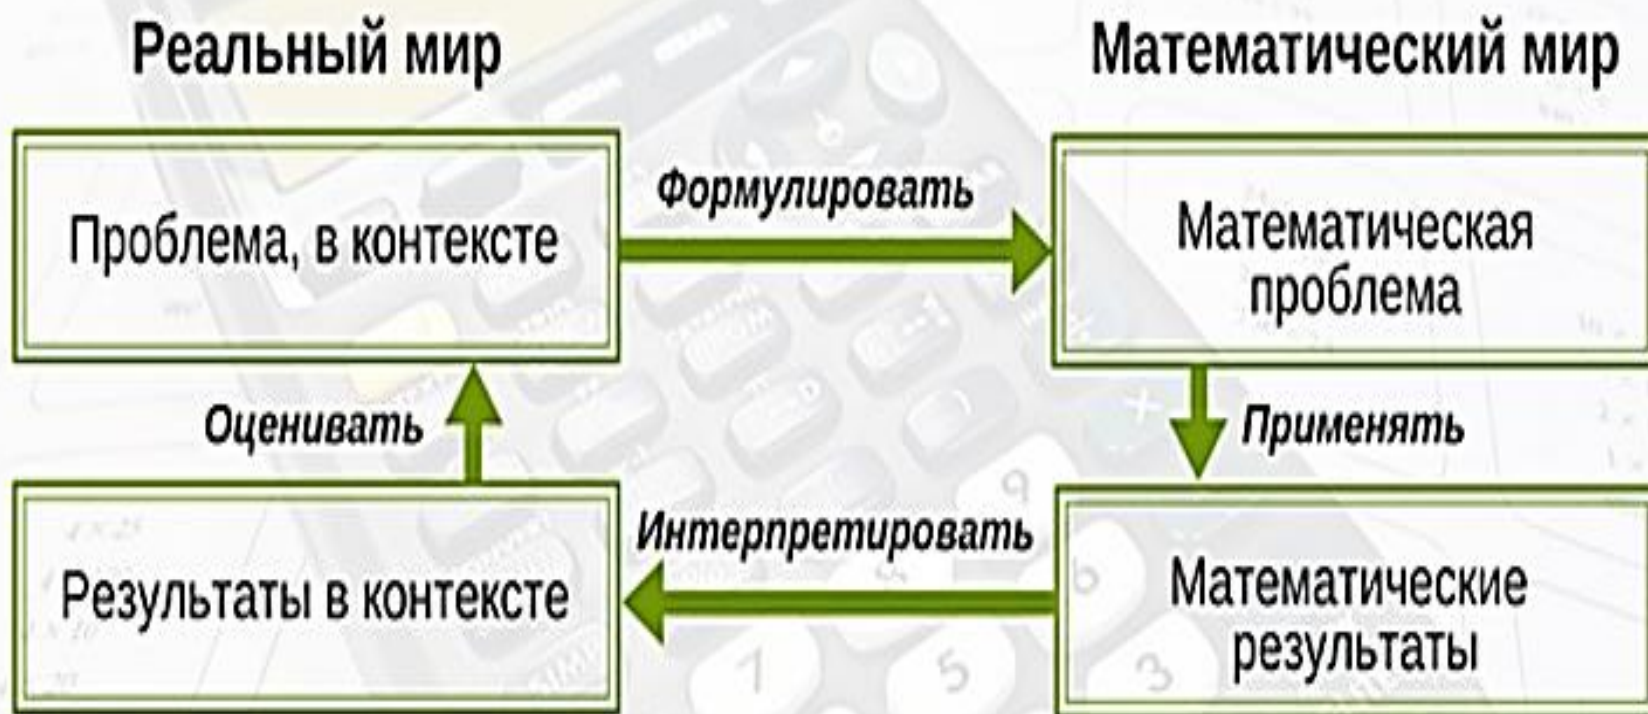 Реальный мир
Математический мир
Проблема, в контексте
Формулировать
Математическая
проблема
Оценивать
Применять
Результаты в контексте
Интерпретировать
Математические
результаты